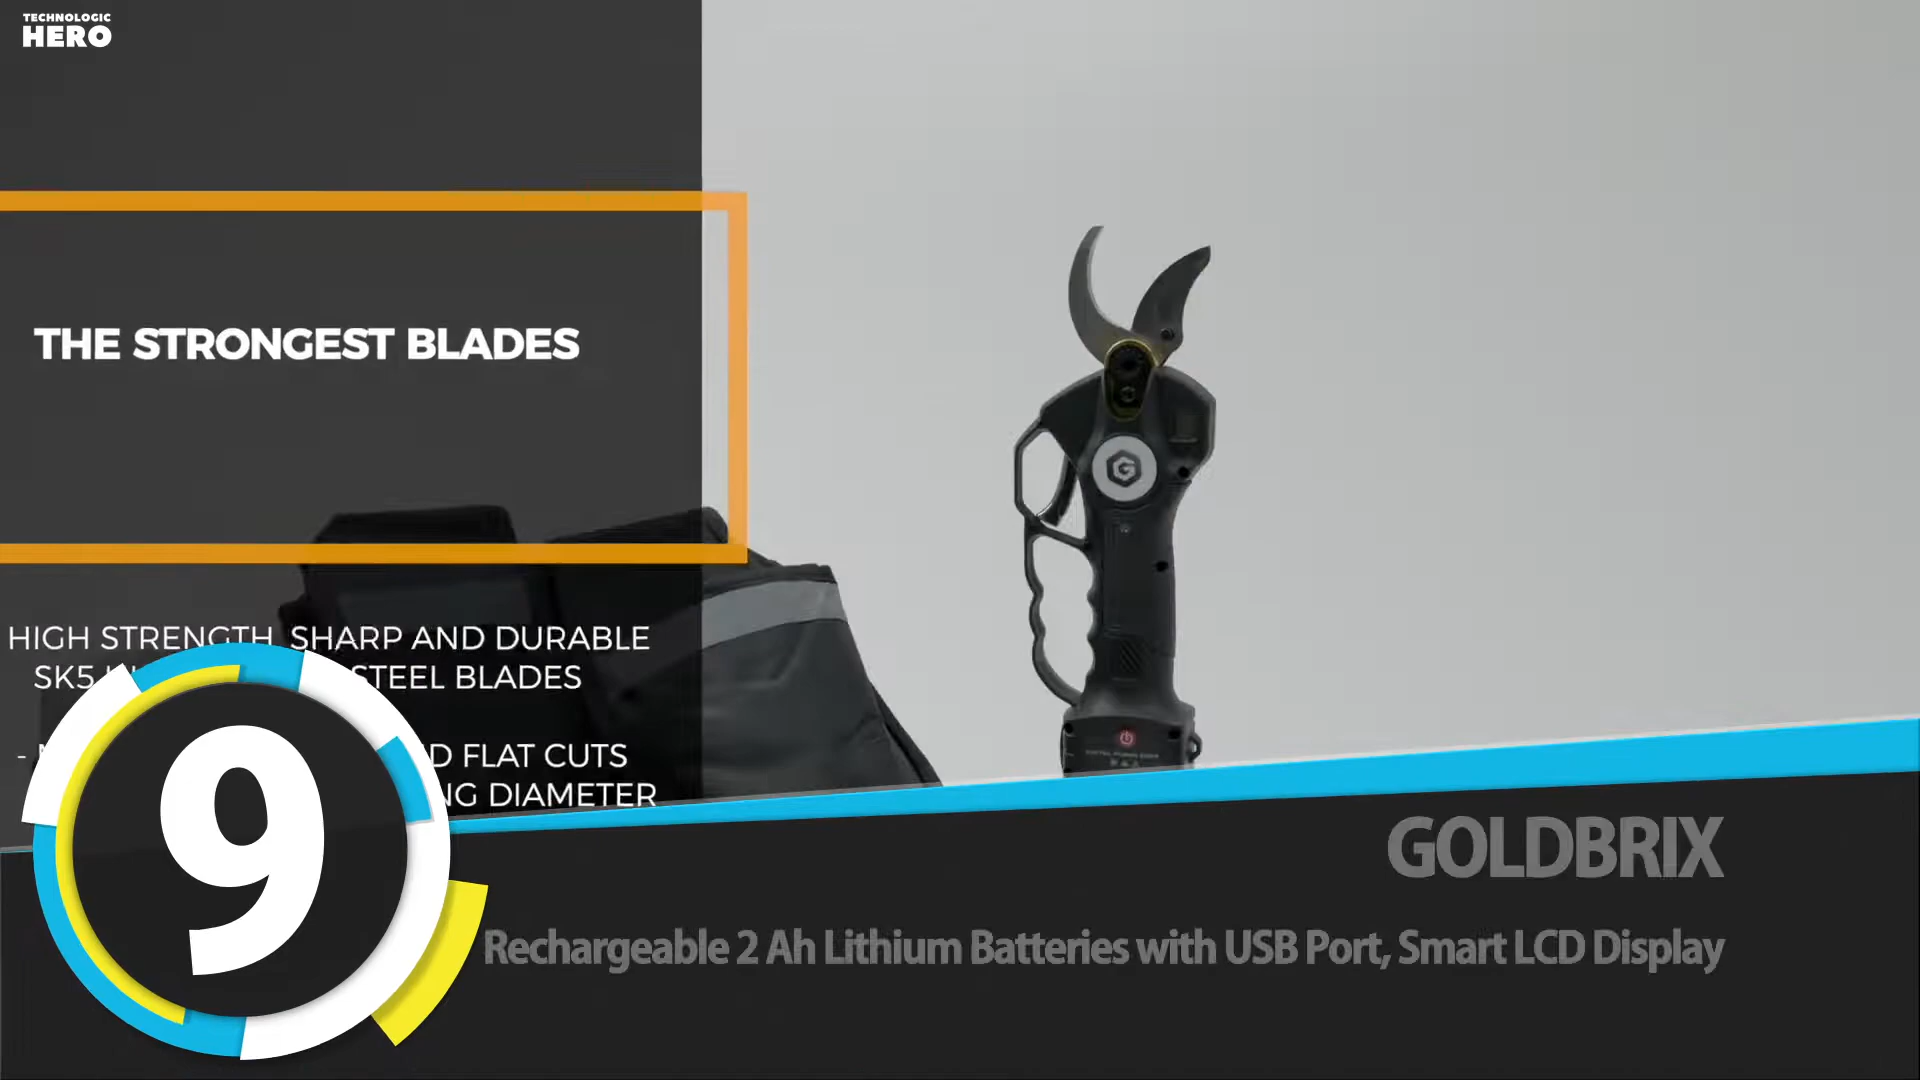 TECHNOLOGIC
HERO
THE STRONGEST BLADES
HIGH STRENGTH, SHARP AND DURABLE
SK5 STEEL BLADES
- D FLAT CUTS
NG DIAMETER
G
9
GOLDBRIX
Rechargeable 2 Ah Lithium Batteries with USB Port, Smart LCD Display